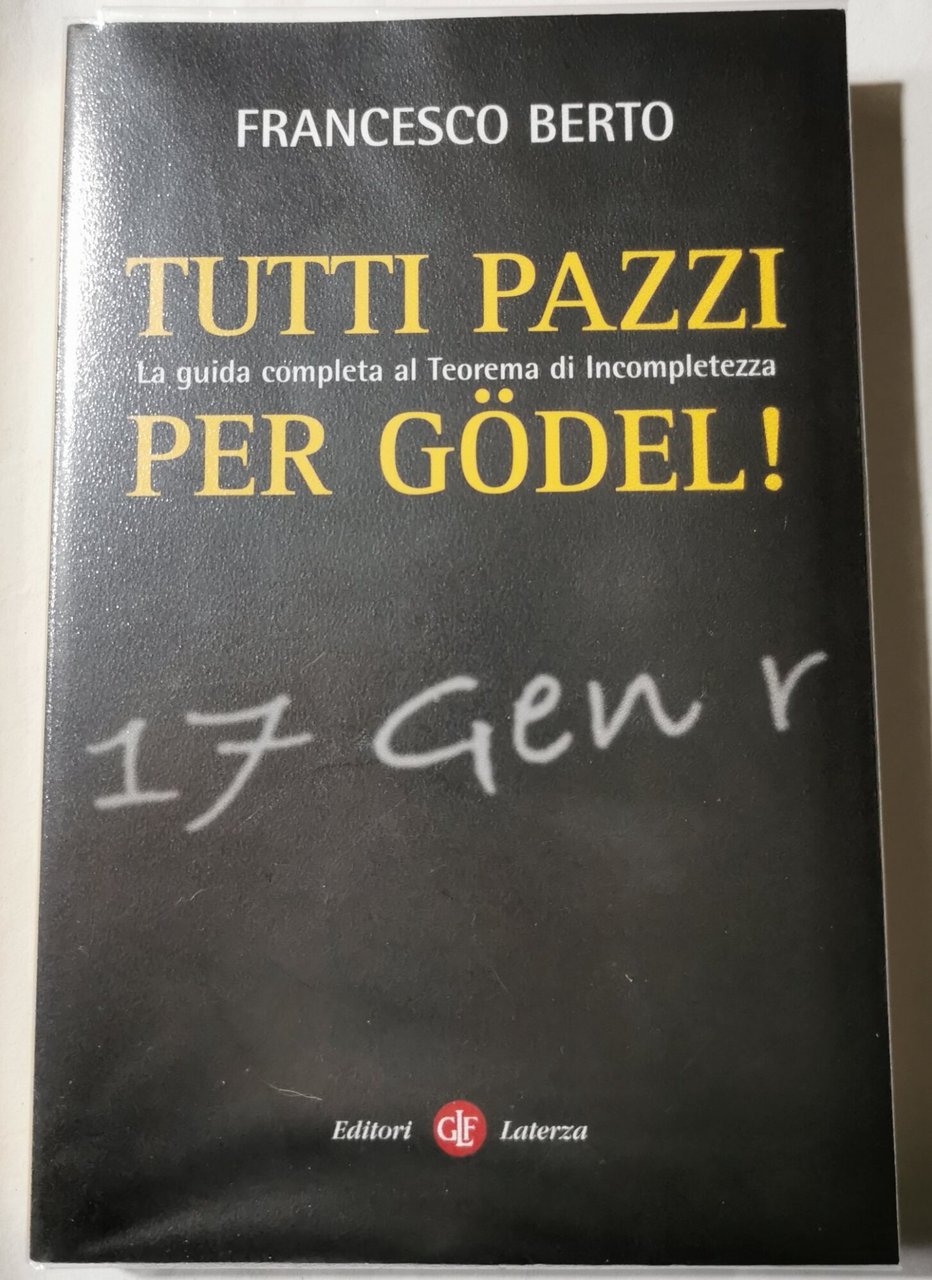 FRANCESCO BERTO
TUTTI PAZZI
La guida completa al Teorema di Incompletezza
PER GÖDEL!
17 Gen r
Editori GLF Laterza